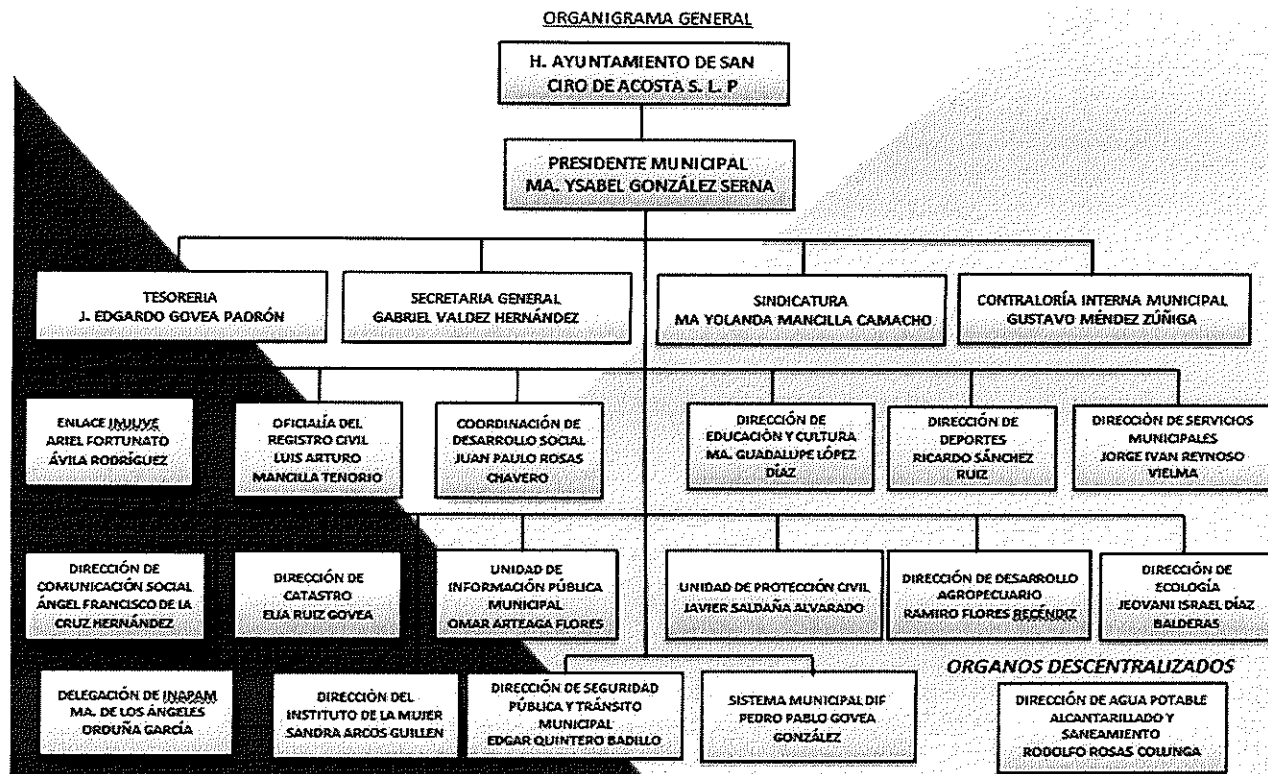 ORGANIGRAMA GENERAL
H. AYUNTAMIENTO DE SAN
CIRO DE ACOSTA S. L. P
PRESIDENTE MUNICIPAL
MA. YSABEL GONZÁLEZ SERNA
TESORERIA
J. EDGARDO GOVEA PADRÓN
SECRETARIA GENERAL
GABRIEL VALDEZ HERNÁNDEZ
SINDICATURA
MA YOLANDA MANCILLA CAMACHO
CONTRALORÍA INTERNA MUNICIPAL
GUSTAVO MÉNDEZ ZÚÑIGA
ENLACE IMJUVE
ARIEL FORTUNATO
ÁVILA RODRÍGUEZ
OFICIALÍA DEL
REGISTRO CIVIL
LUIS ARTURO
MANCILLA TENORIO
COORDINACIÓN DE
DESARROLLO SOCIAL
JUAN PAULO ROSAS
CHAVERO
DIRECCIÓN DE
EDUCACIÓN Y CULTURA
MA. GUADALUPE LÓPEZ
DÍAZ
DIRECCIÓN DE
DEPORTES
RICARDO SÁNCHEZ
RUIZ
DIRECCIÒN DE SERVICIOS
MUNICIPALES
JORGE IVAN REYNOSO
VIELMA
DIRECCIÓN DE
COMUNICACIÓN SOCIAL
ÁNGEL FRANCISCO DE LA
CRUZ HERNÁNDEZ
DIRECCIÓN DE
CATASTRO
ELIA RUIZ GOVEA
UNIDAD DE
INFORMACIÓN PÚBLICA
MUNICIPAL
OMAR ARTEAGA FLORES
UNIDAD DE PROTECCIÓN CIVIL
JAVIER SALDAÑA ALVARADO
DIRECCIÓN DE DESARROLLO
AGROPECUARIO
RAMIRO FLORES RECÉNDIZ
DIRECCIÓN DE
ECOLOGÍA
JEOVANI ISRAEL DÍAZ
BALDERAS
DELEGACIÓN DE INAPAM
MA. DE LOS ÁNGELES
ORDUÑA GARCÍA
DIRECCIÓN DEL
INSTITUTO DE LA MUJER
SANDRA ARCOS GUILLEN
DIRECCIÓN DE SEGURIDAD
PÚBLICA Y TRÁNSITO
MUNICIPAL
EDGAR QUINTERO BADILLO
SISTEMA MUNICIPAL DIF
PEDRO PABLO GOVEA
GONZÁLEZ
ORGANOS DESCENTRALIZADOS
DIRECCIÓN DE AGUA POTABLE
ALCANTARILLADO Y
SANEAMIENTO
RODOLFO ROSAS COLUNGA